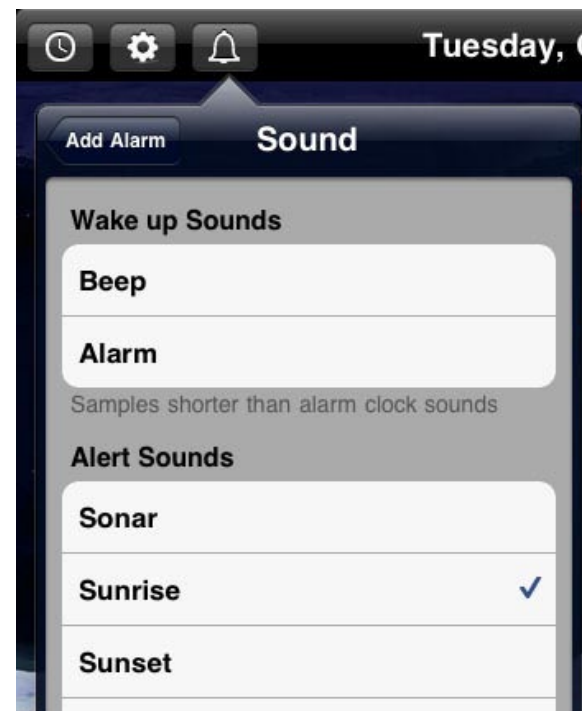 Tuesday,
Add Alarm
Sound
Wake up Sounds
Beep
Alarm
Samples shorter than alarm clock sounds
Alert Sounds
Sonar
Sunrise
Sunset